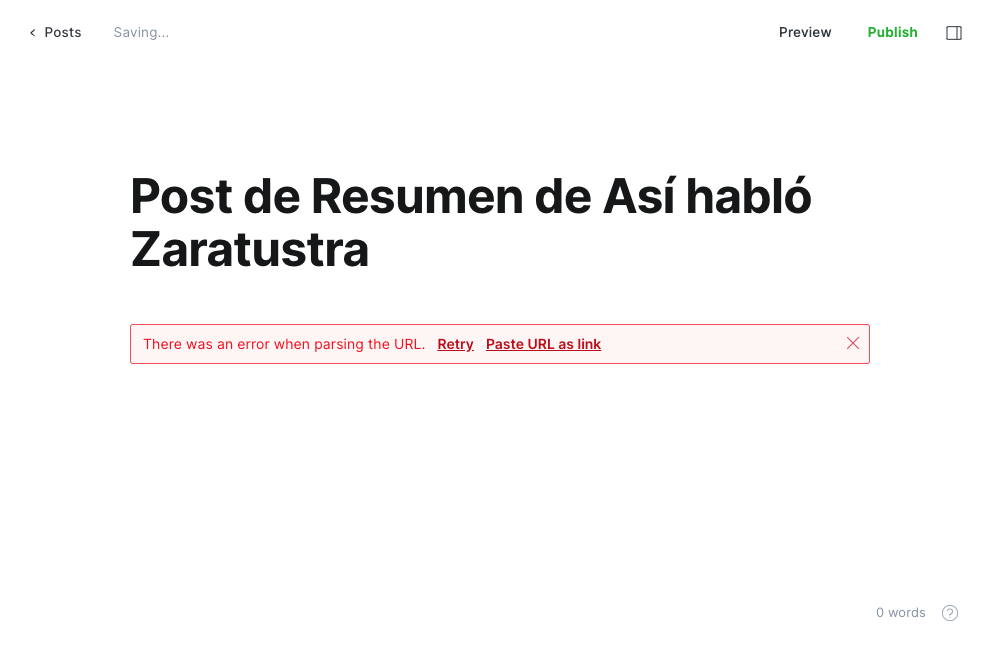 Posts Saving... Preview Publish
Post de Resumen de Así habló
Zaratustra
There was an error when parsing the URL. Retry Paste URL as link
0 words